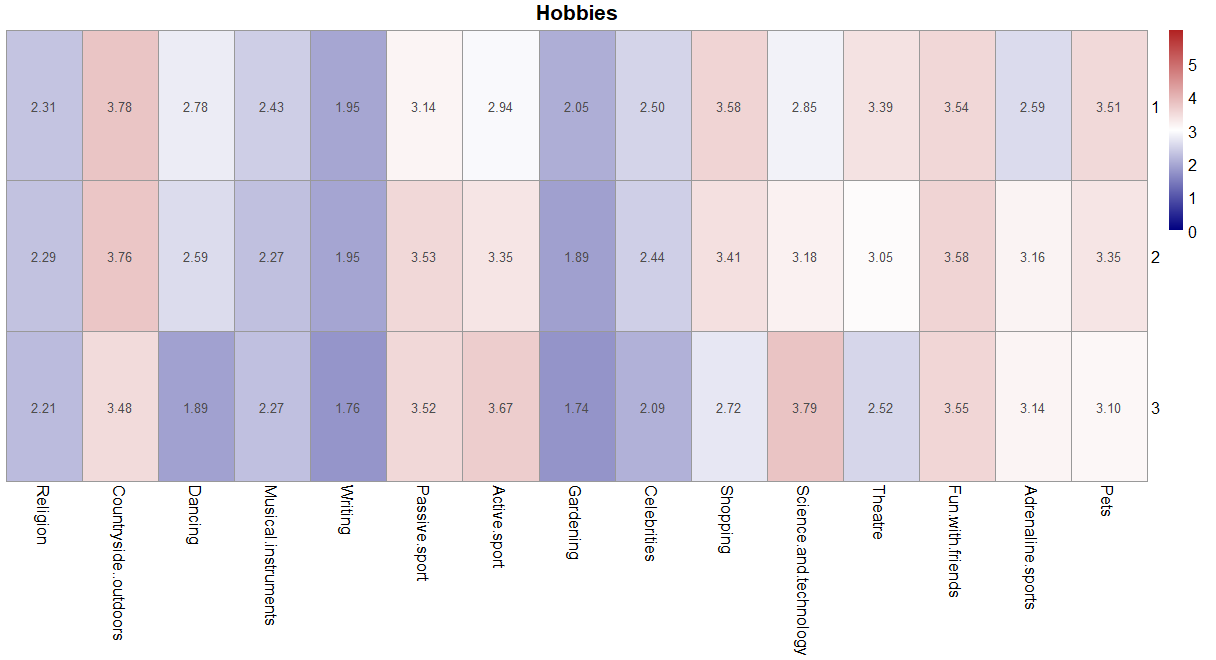 Hobbies
2.31 3.78 2.78 2.43 1.95 3.14 2.94 2.05 2.50 3.58 2.85 3.39 3.54 2.59 3.51 1
2.29 3.76 2.59 2.27 1.95 3.53 3.35 1.89 2.44 3.41 3.18 3.05 3.58 3.16 3.35 2
2.21 3.48 1.89 2.27 1.76 3.52 3.67 1.74 2.09 2.72 3.79 2.52 3.55 3.14 3.10 3
Religion
Countryside..outdoors
Dancing
Musical.instruments
Writing
Passive.sport
Active.sport
Gardening
Celebrities
Shopping
Science.and.technology
Theatre
Fun.with.friends
Adrenaline.sports
Pets
5
4
3
2
1
0